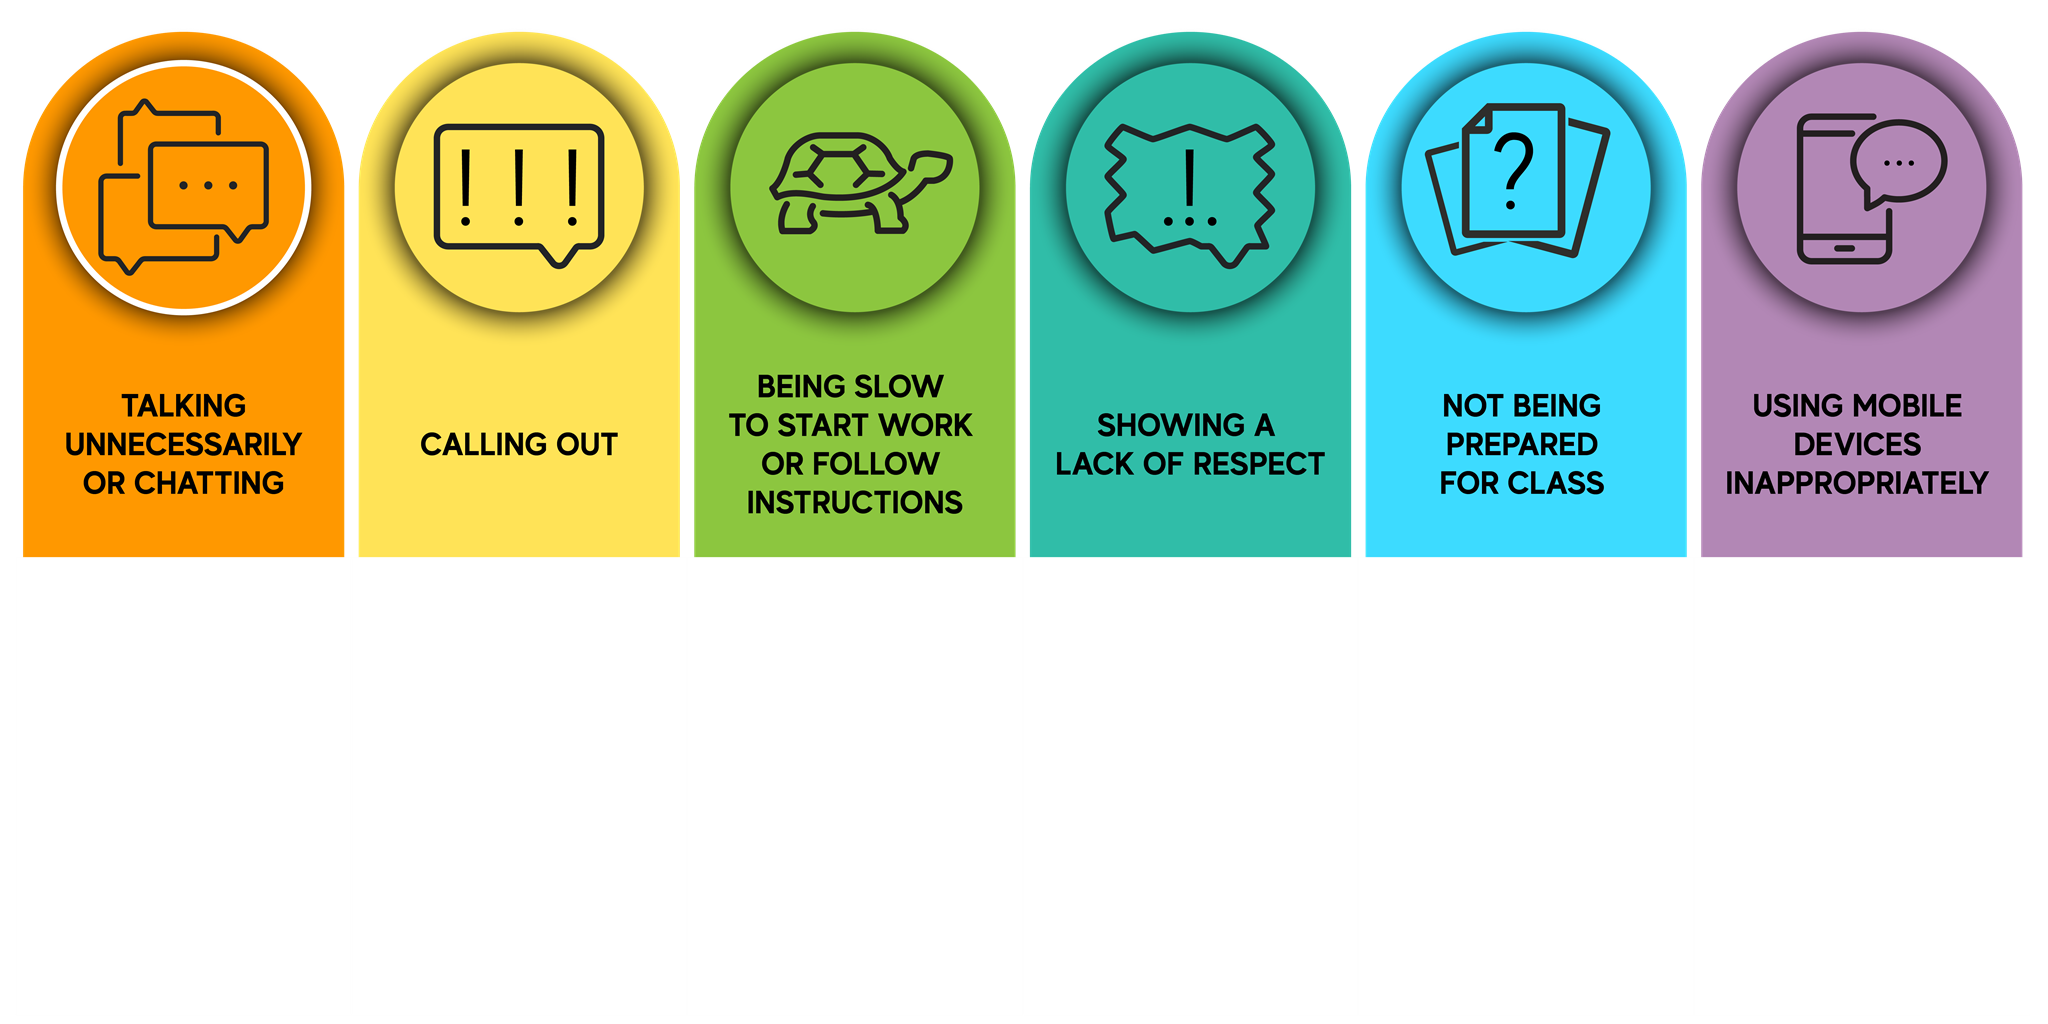 TALKING
UNNECESSARILY
OR CHATTING
CALLING OUT
BEING SLOW
TO START WORK
OR FOLLOW
INSTRUCTIONS
SHOWING A
LACK OF RESPECT
NOT BEING
PREPARED
FOR CLASS
USING MOBILE
DEVICES
INAPPROPRIATELY
! ! !
!
?